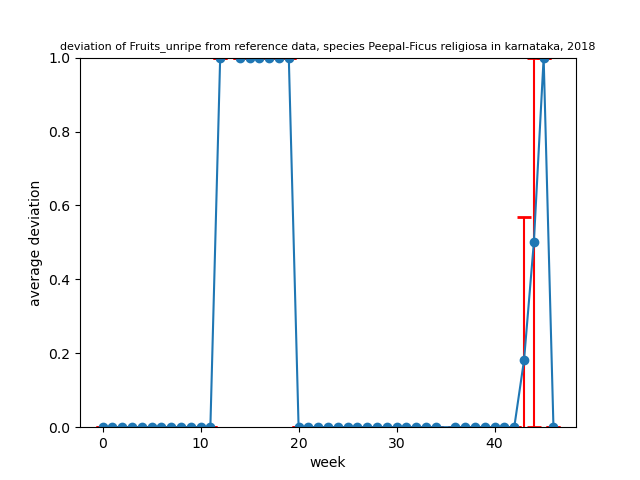 deviation of Fruits_unripe from reference data, species Peepal-Ficus religiosa in karnataka, 2018
1.0
0.8
0.6
0.4
0.2
0.0
average deviation
0 10 20 30 40
week